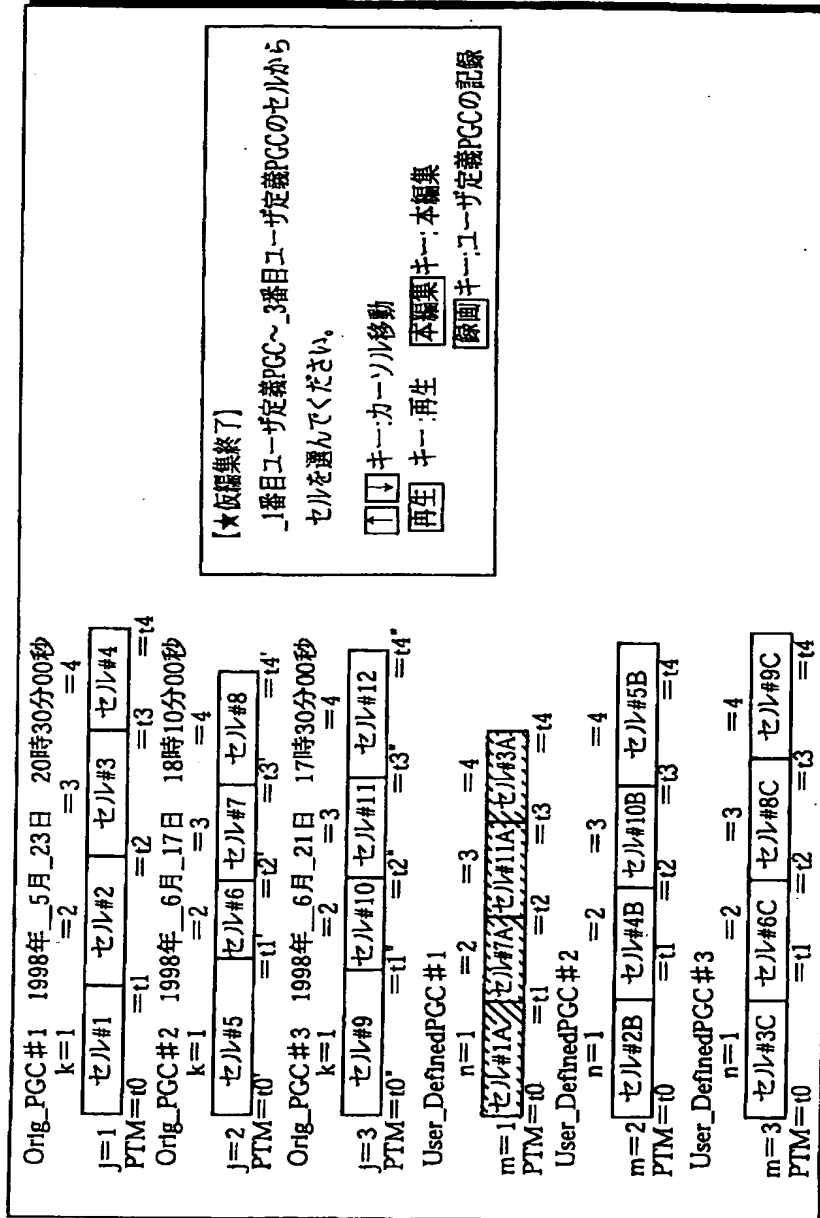 Orig_PGC#1 1998年_5月_23日 20時30分00秒
k=1 =2 =3 =4
j=1 セル#1 セル#2 セル#3 セル#4
PTM=t0 =t1 =t2 =t3 =t4
Orig_PGC#2 1998年_6月_17日 18時10分00秒
k=1 =2 =3 =4
j=2 セル#5 セル#6 セル#7 セル#8
PTM=t0' =t1' =t2' =t3' =t4'
Orig_PGC#3 1998年_6月_21日 17時30分00秒
k=1 =2 =3 =4
j=3 セル#9 セル#10 セル#11 セル#12
PTM=t0" =t1" =t2" =t3" =t4"
User_DefinedPGC#1
n=1 =2 =3 =4
m=1 セル#1A セル#7A セル#11A セル#3A
PTM=t0 =t1 =t2 =t3 =t4
User_DefinedPGC#2
n=1 =2 =3 =4
m=2 セル#2B セル#4B セル#10B セル#5B
PTM=t0 =t1 =t2 =t3 =t4
User_DefinedPGC#3
n=1 =2 =3 =4
m=3 セル#3C セル#6C セル#8C セル#9C
PTM=t0 =t1 =t2 =t3 =t4
【★仮編集終了】
_1番目ユーザ定義PGC~_3番目ユーザ定義PGCのセルから
セルを選んでください。
↑ ↓ キー:カーソル移動
再生 キー:再生 本編集 キー:本編集
録画 キー:ユーザ定義PGCの記録